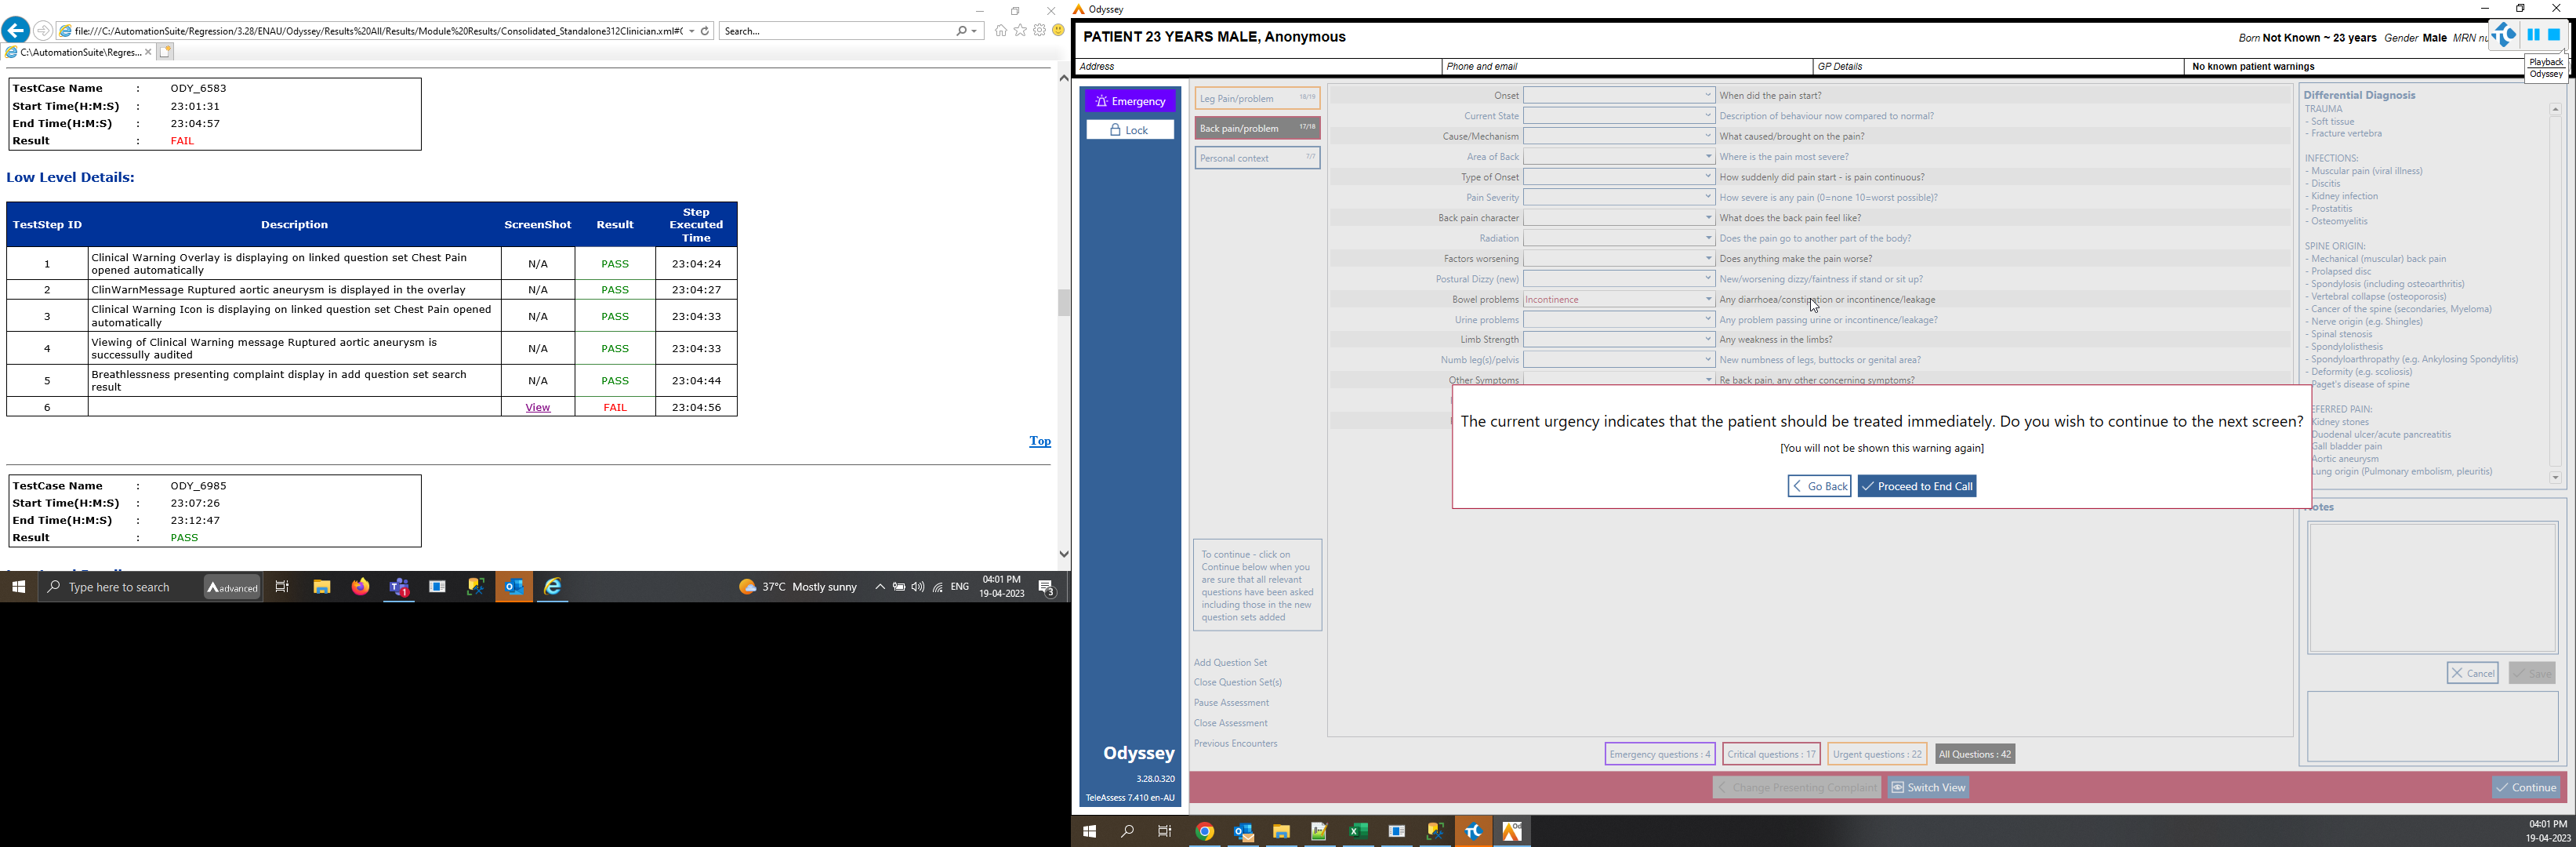 file:///C:/AutomationSuite/Regression/3.28/ENAU/Odyssey/Results%20All/Results/Module%20Results/Consolidated_Standalone312Clinician.xml#(
Search...
C:\AutomationSuite\Regres...
TestCase Name : ODY_6583
Start Time(H:M:S) : 23:01:31
End Time(H:M:S) : 23:04:57
Result : FAIL
Low Level Details:
TestStep ID Description ScreenShot Result Step Executed Time
1 Clinical Warning Overlay is displaying on linked question set Chest Pain opened automatically N/A PASS 23:04:24
2 ClinWarnMessage Ruptured aortic aneurysm is displayed in the overlay N/A PASS 23:04:27
3 Clinical Warning Icon is displaying on linked question set Chest Pain opened automatically N/A PASS 23:04:33
4 Viewing of Clinical Warning message Ruptured aortic aneurysm is successully audited N/A PASS 23:04:33
5 Breathlessness presenting complaint display in add question set search result N/A PASS 23:04:44
6 View FAIL 23:04:56
Top
TestCase Name : ODY_6985
Start Time(H:M:S) : 23:07:26
End Time(H:M:S) : 23:12:47
Result : PASS
Type here to search
advanced
37°C Mostly sunny
ENG
04:01 PM
19-04-2023
3
Odyssey
PATIENT 23 YEARS MALE, Anonymous
Born Not Known ~ 23 years Gender Male MRN nu
Playback
Odyssey
Address
Phone and email
GP Details
No known patient warnings
Emergency
Lock
Leg Pain/problem 18/19
Back pain/problem 17/18
Personal context 7/7
Onset When did the pain start?
Current State Description of behaviour now compared to normal?
Cause/Mechanism What caused/brought on the pain?
Area of Back Where is the pain most severe?
Type of Onset How suddenly did pain start - is pain continuous?
Pain Severity How severe is any pain (0=none 10=worst possible)?
Back pain character What does the back pain feel like?
Radiation Does the pain go to another part of the body?
Factors worsening Does anything make the pain worse?
Postural Dizzy (new) New/worsening dizzy/faintness if stand or sit up?
Bowel problems Incontinence Any diarrhoea/constipation or incontinence/leakage
Urine problems Any problem passing urine or incontinence/leakage?
Limb Strength Any weakness in the limbs?
Numb leg(s)/pelvis New numbness of legs, buttocks or genital area?
Other Symptoms Re back pain, any other concerning symptoms?
The current urgency indicates that the patient should be treated immediately. Do you wish to continue to the next screen?
[You will not be shown this warning again]
Go Back
Proceed to End Call
Differential Diagnosis
TRAUMA
- Soft tissue
- Fracture vertebra
INFECTIONS:
- Muscular pain (viral illness)
- Discitis
- Kidney infection
- Prostatitis
- Osteomyelitis
SPINE ORIGIN:
- Mechanical (muscular) back pain
- Prolapsed disc
- Spondylosis (including osteoarthritis)
- Vertebral collapse (osteoporosis)
- Cancer of the spine (secondaries, Myeloma)
- Nerve origin (e.g. Shingles)
- Spinal stenosis
- Spondylolisthesis
- Spondyloarthropathy (e.g. Ankylosing Spondylitis)
- Deformity (e.g. scoliosis)
Paget's disease of spine
EFERRED PAIN:
Kidney stones
Duodenal ulcer/acute pancreatitis
Gall bladder pain
Aortic aneurysm
Lung origin (Pulmonary embolism, pleuritis)
otes
Cancel
Save
To continue - click on
Continue below when you
are sure that all relevant
questions have been asked
including those in the new
question sets added
Add Question Set
Close Question Set(s)
Pause Assessment
Close Assessment
Previous Encounters
Odyssey
3.28.0.320
TeleAssess 7.410 en-AU
Emergency questions : 4
Critical questions : 17
Urgent questions : 22
All Questions : 42
Change Presenting Complaint
Switch View
Continue
04:01 PM
19-04-2023